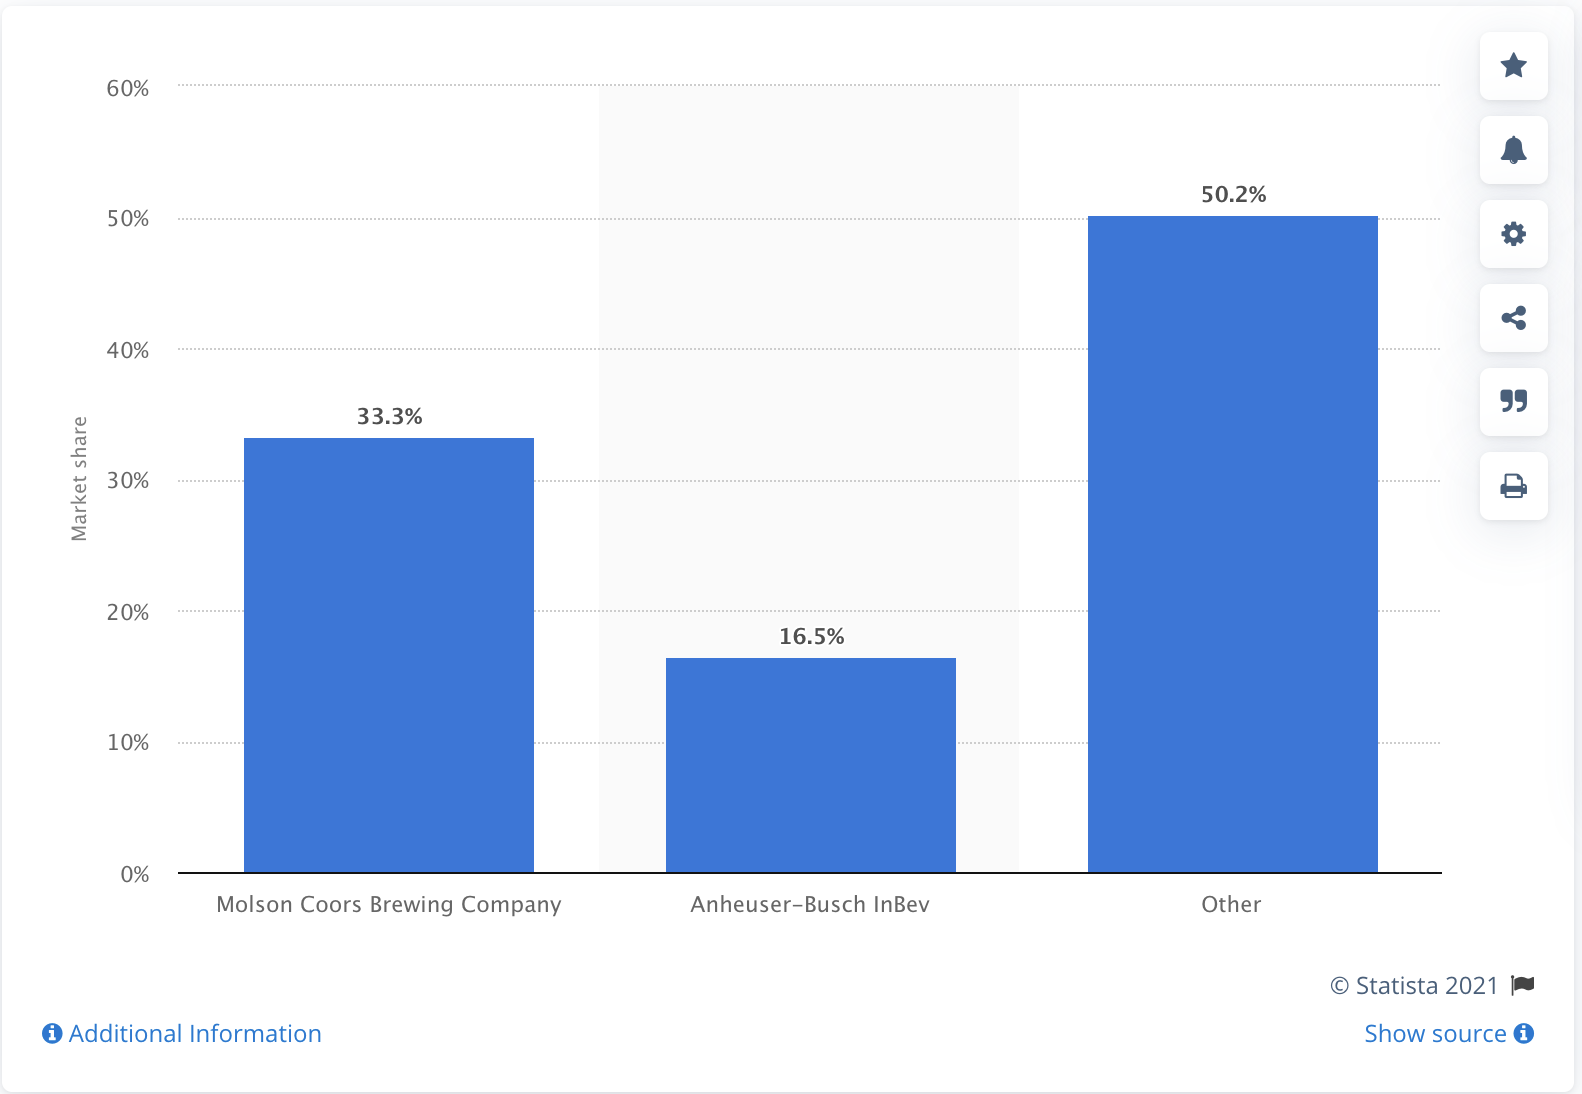 60%
50%
40%
30%
20%
10%
0%
Market share
33.3%
16.5%
50.2%
Molson Coors Brewing Company
Anheuser-Busch InBev
Other
© Statista 2021
Additional Information
Show source